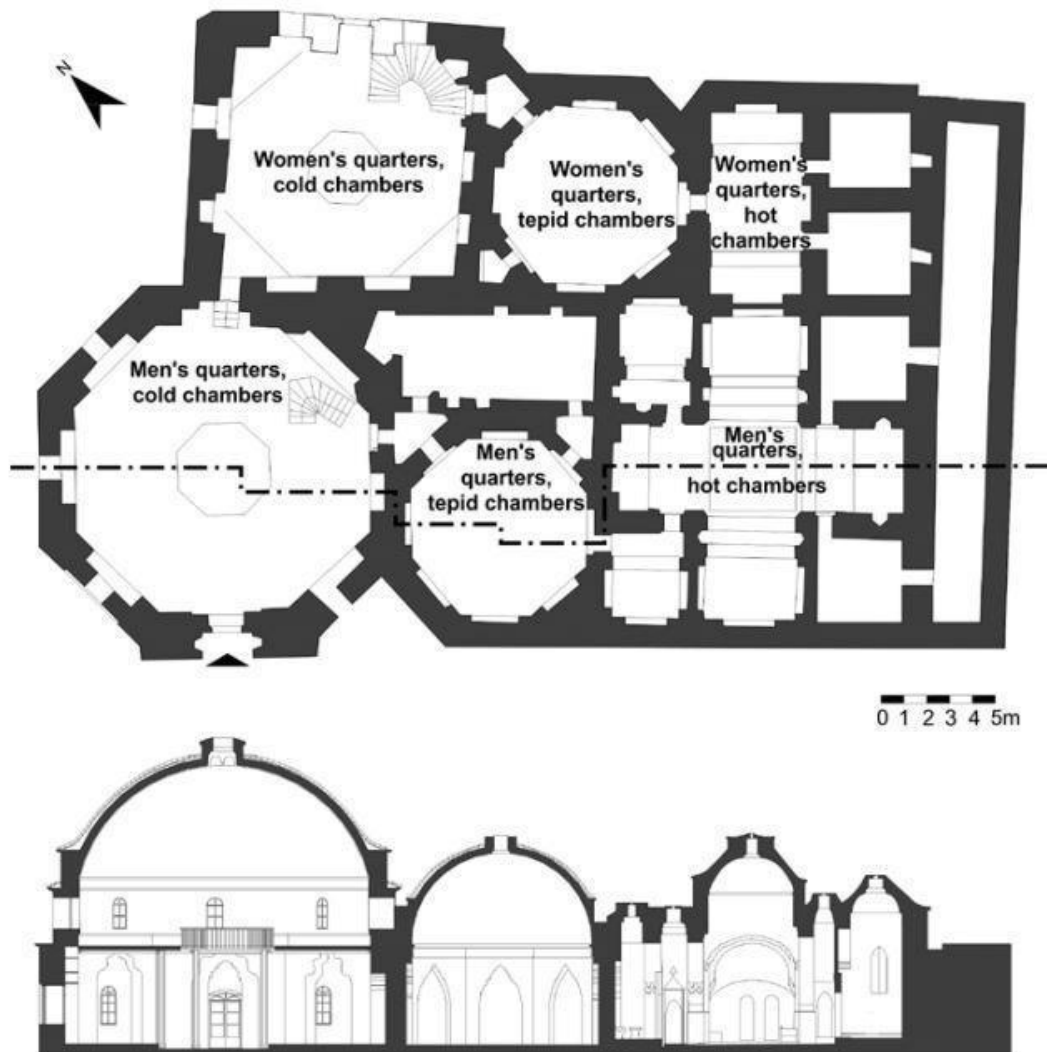 N
Women's quarters,
cold chambers
Women's
quarters,
tepid chambers
Women's
quarters,
hot
chambers
Men's quarters,
cold chambers
Men's
quarters,
tepid chambers
Men's
quarters,
hot chambers
0 1 2 3 4 5m